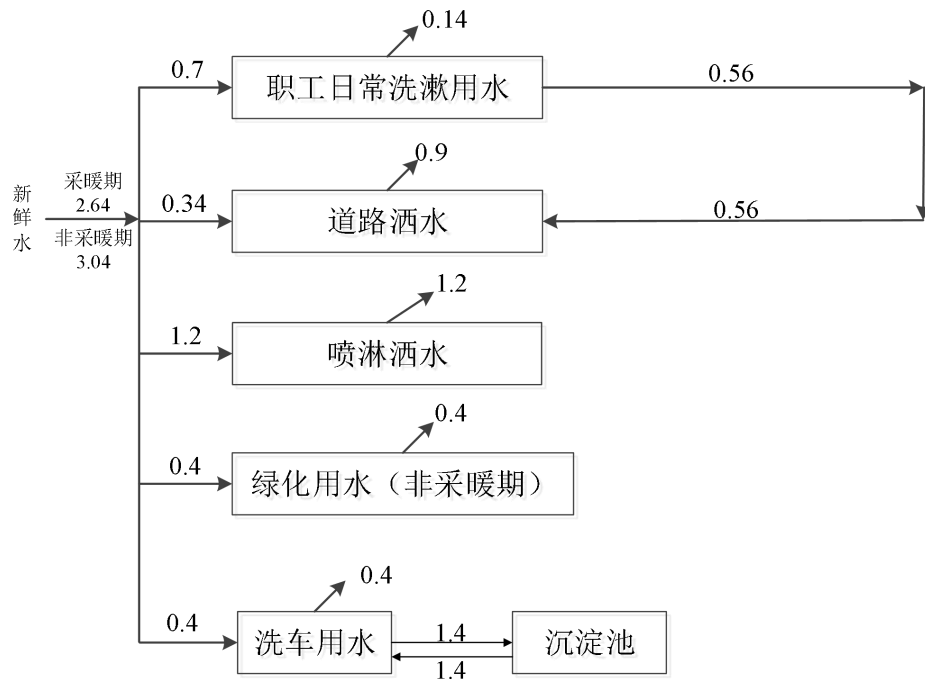 0.14
0.7
职工日常洗漱用水
0.56
0.9
新鲜水
采暖期
2.64
非采暖期
3.04
0.34
道路洒水
0.56
1.2
1.2
喷淋洒水
0.4
0.4
绿化用水（非采暖期）
0.4
0.4
洗车用水
1.4
1.4
沉淀池